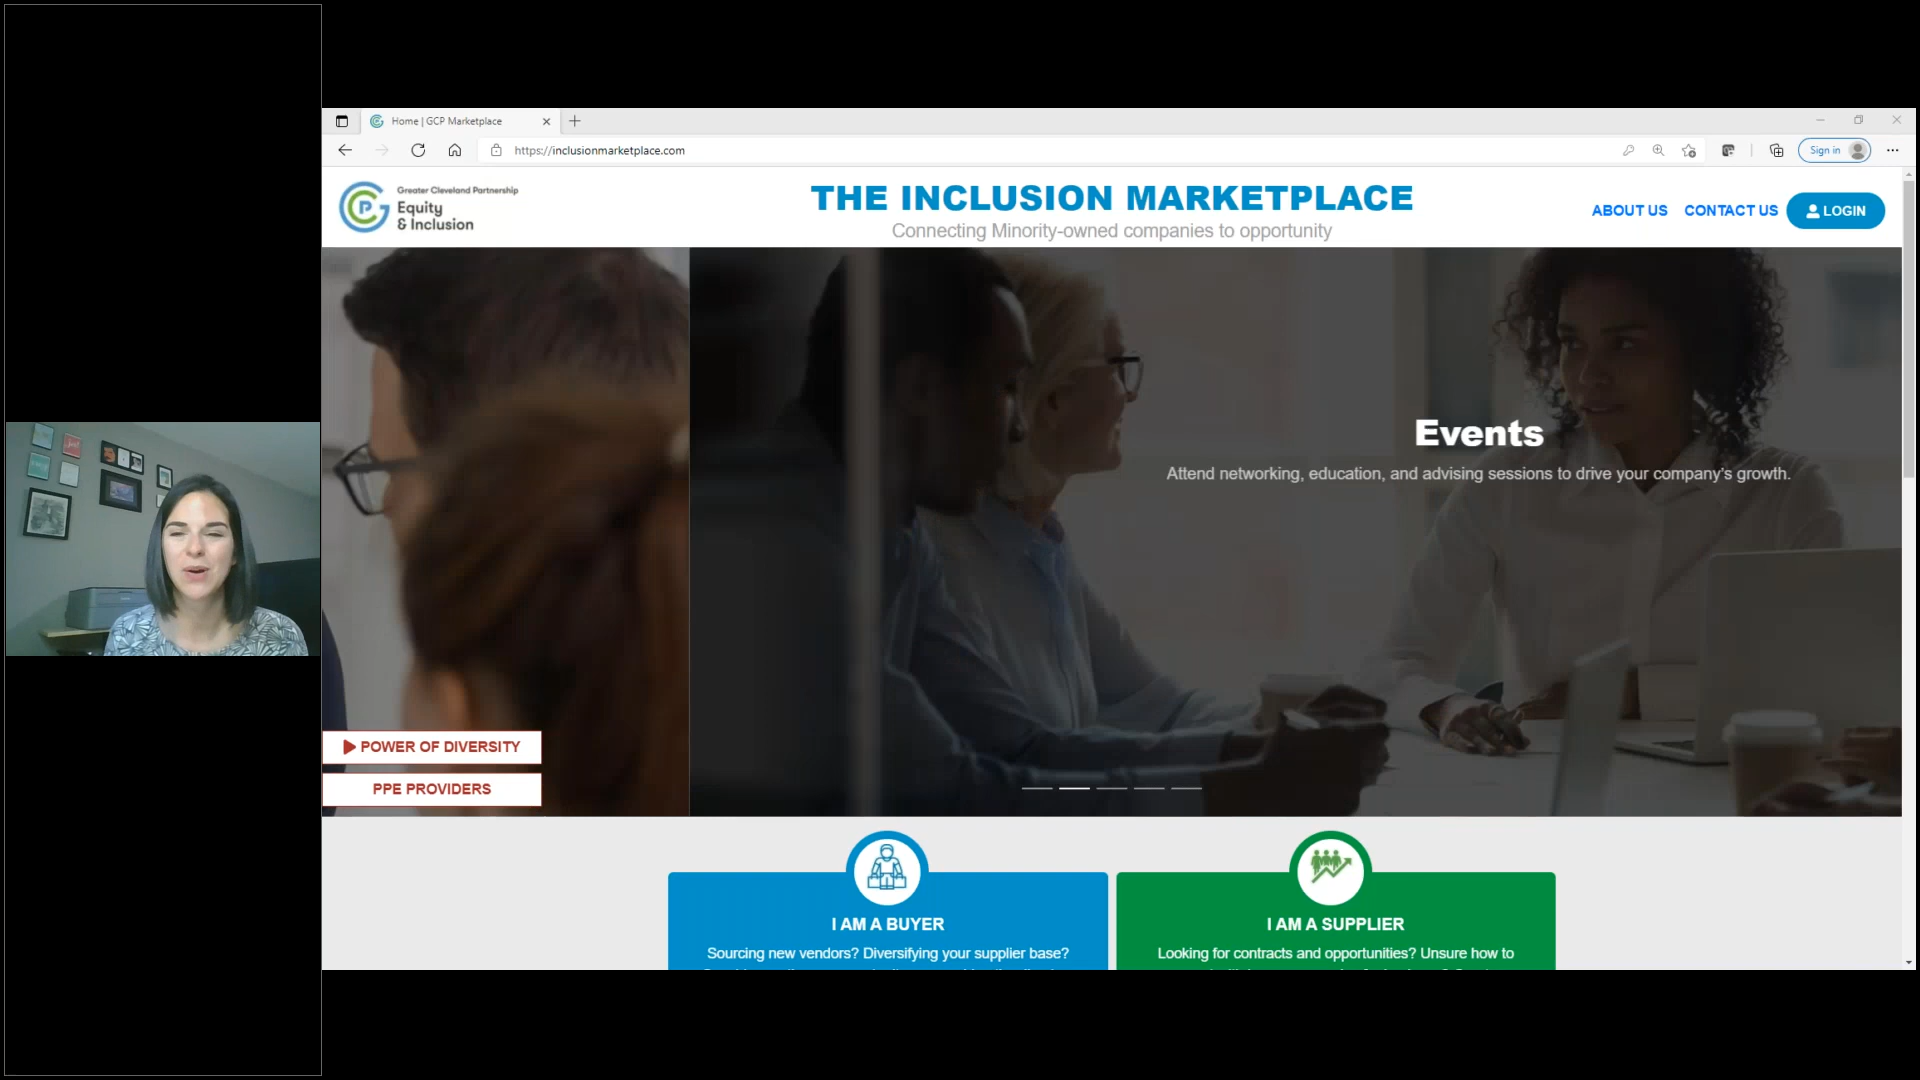 Home | GCP Marketplace
https://inclusionmarketplace.com
Sign in
Greater Cleveland Partnership
Equity
& Inclusion
THE INCLUSION MARKETPLACE
Connecting Minority-owned companies to opportunity
ABOUT US
CONTACT US
LOGIN
Events
Attend networking, education, and advising sessions to drive your company's growth.
POWER OF DIVERSITY
PPE PROVIDERS
I AM A BUYER
Sourcing new vendors? Diversifying your supplier base?
I AM A SUPPLIER
Looking for contracts and opportunities? Unsure how to